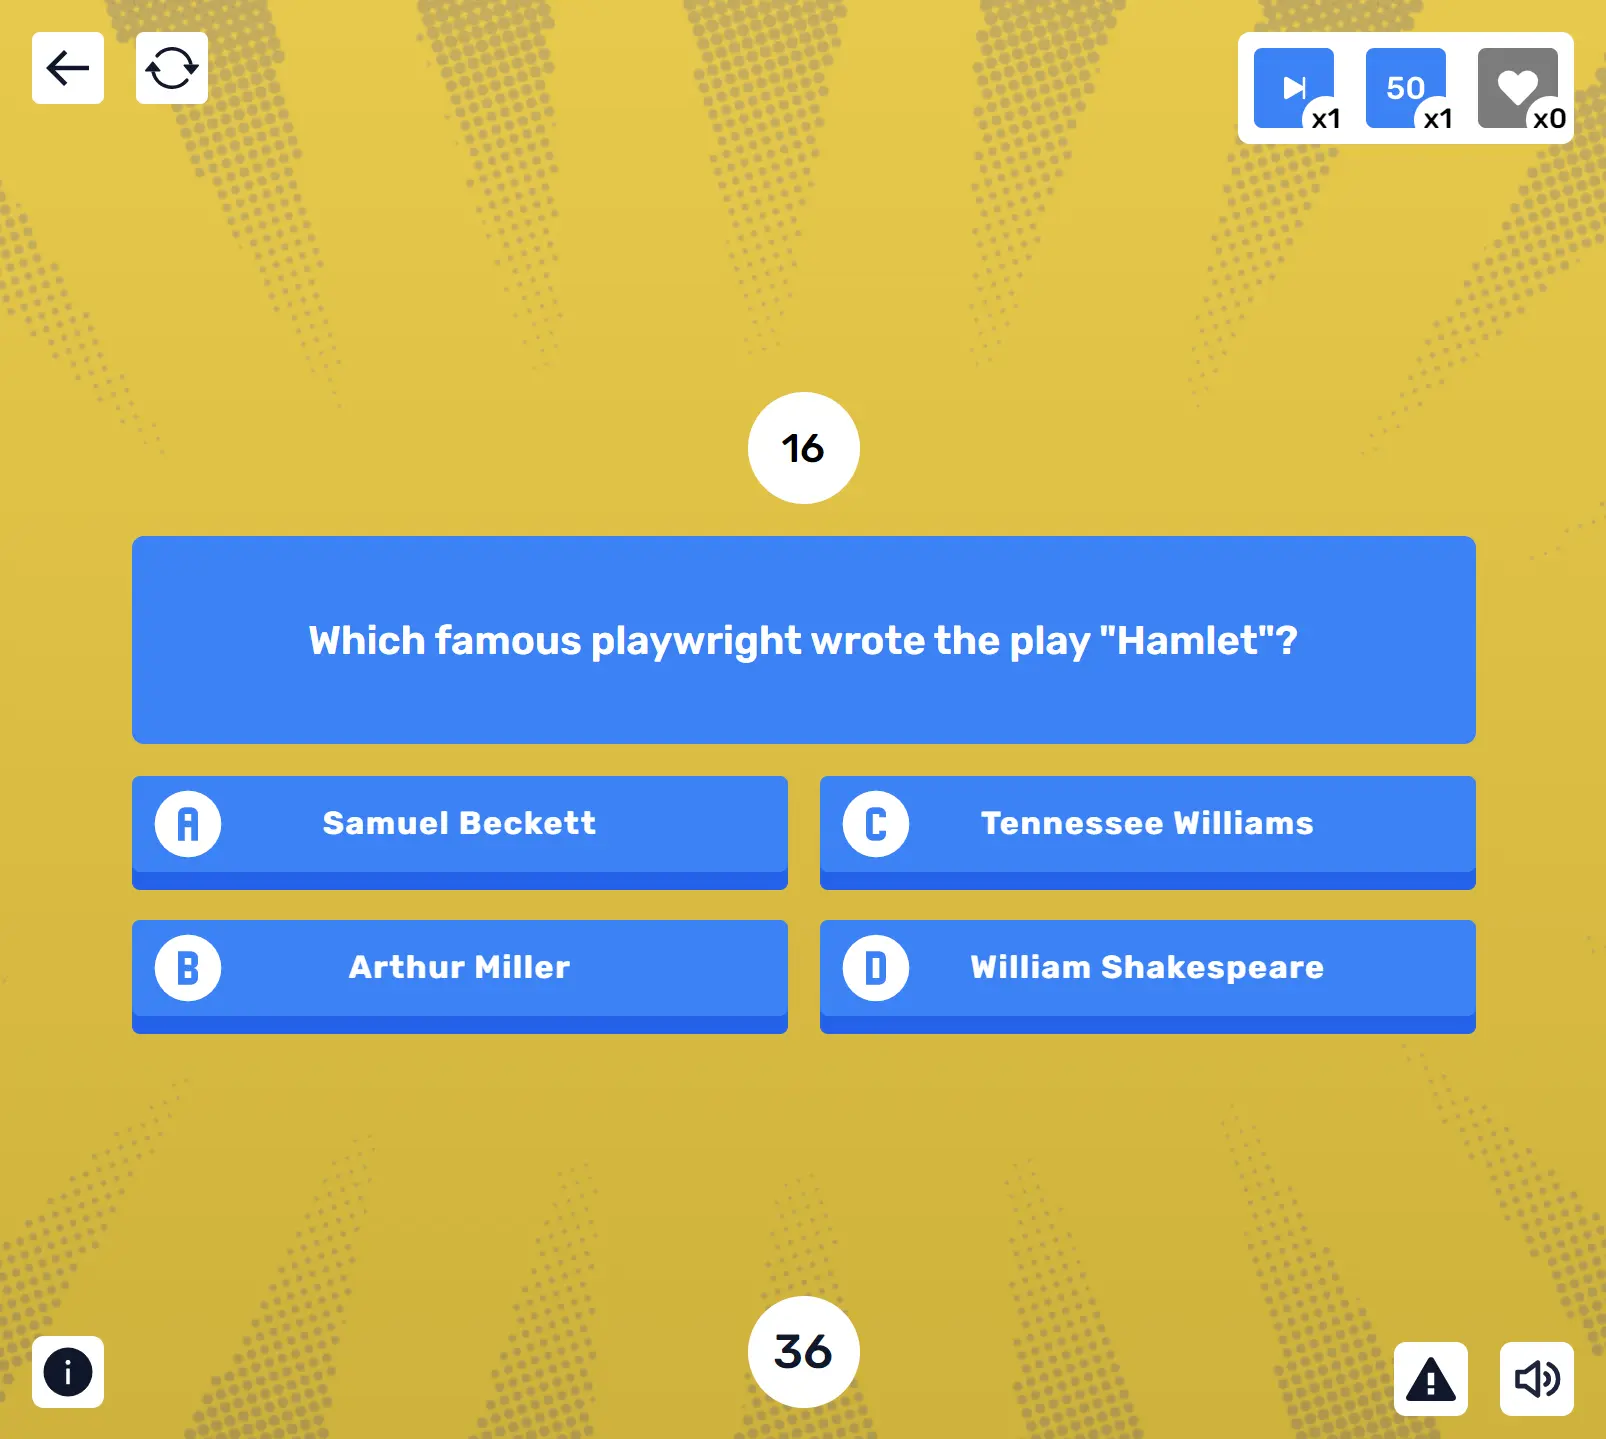 x1
50
x1
x0
16
Which famous playwright wrote the play "Hamlet"?
A
Samuel Beckett
C
Tennessee Williams
B
Arthur Miller
D
William Shakespeare
36